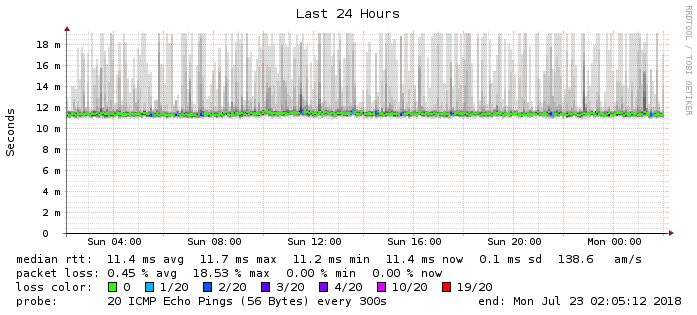 Last 24 Hours
RRDTOOL / TOBI OETIKER
Seconds
18 m
16 m
14 m
12 m
10 m
8 m
6 m
4 m
2 m
0
Sun 04:00 Sun 08:00 Sun 12:00 Sun 16:00 Sun 20:00 Mon 00:00
median rtt: 11.4 ms avg 11.7 ms max 11.2 ms min 11.4 ms now 0.1 ms sd 138.6 am/s
packet loss: 0.45 % avg 18.53 % max 0.00 % min 0.00 % now
loss color: 0 1/20 2/20 3/20 4/20 10/20 19/20
probe: 20 ICMP Echo Pings (56 Bytes) every 300s end: Mon Jul 23 02:05:12 2018